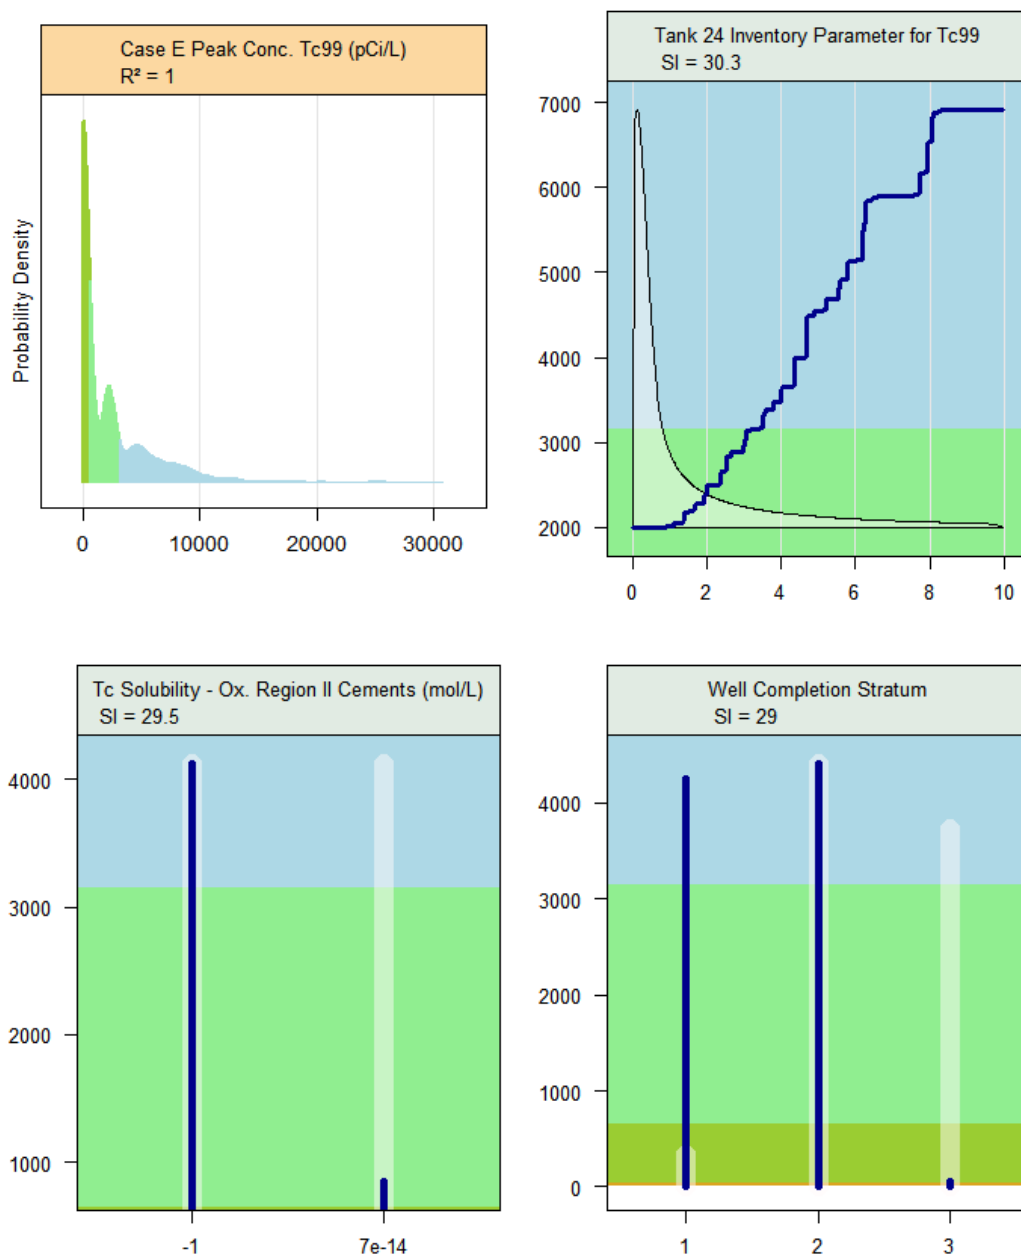 Case E Peak Conc. Tc99 (pCi/L)
R² = 1
Probability Density
0 10000 20000 30000
Tank 24 Inventory Parameter for Tc99
SI = 30.3
7000
6000
5000
4000
3000
2000
0 2 4 6 8 10
Tc Solubility - Ox. Region II Cements (mol/L)
SI = 29.5
4000
3000
2000
1000
-1 7e-14
Well Completion Stratum
SI = 29
4000
3000
2000
1000
0
1 2 3